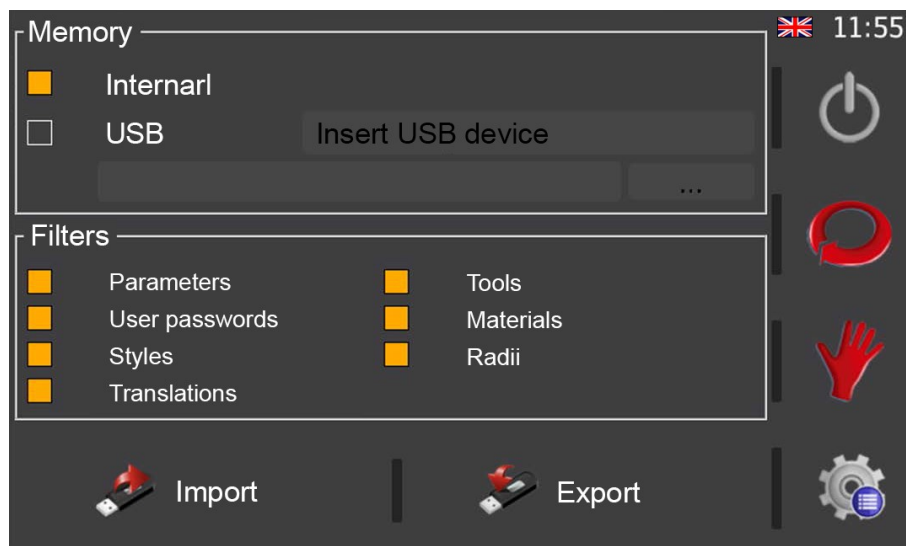 Memory
11:55
Internarl
USB
Insert USB device
...
Filters
Parameters
Tools
User passwords
Materials
Styles
Radii
Translations
Import
Export